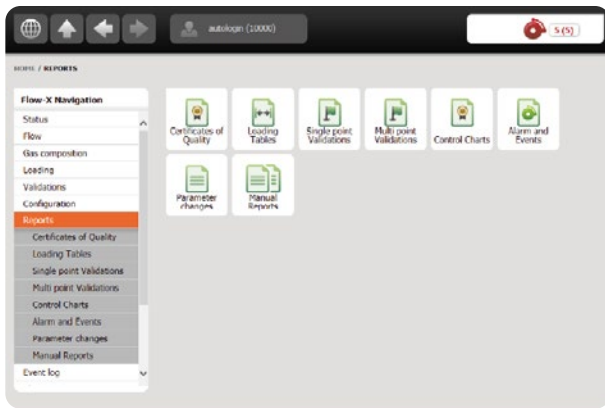 autologin (10000)
5 (5)
HOME / REPORTS
Flow-X Navigation
Status
Flow
Gas composition
Loading
Validations
Configuration
Reports
Certificates of Quality
Loading Tables
Single point Validations
Multi point Validations
Control Charts
Alarm and Events
Parameter changes
Manual Reports
Event log
Certificates of
Quality
Loading
Tables
Single point
Validations
Multi point
Validations
Control Charts
Alarm and
Events
Parameter
changes
Manual
Reports